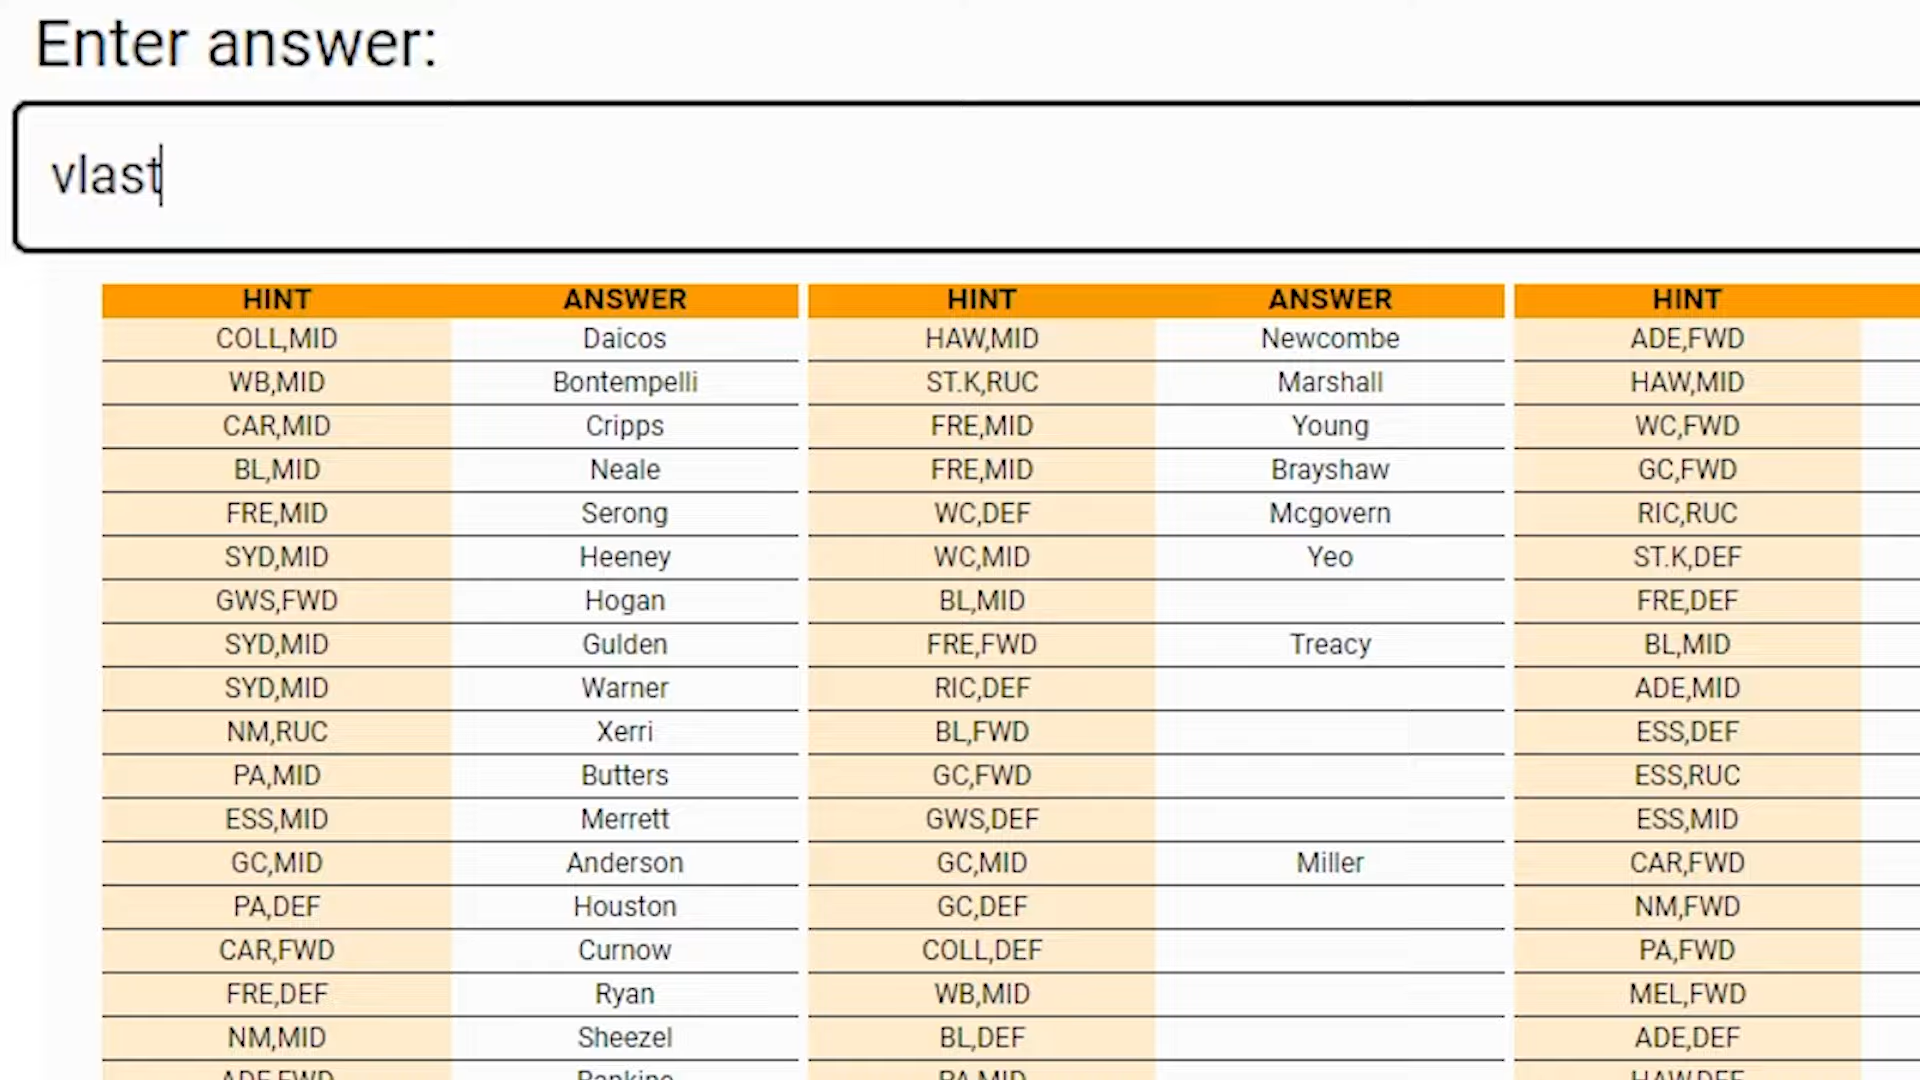 Enter answer:
vlast
HINT ANSWER HINT ANSWER HINT
COLL,MID Daicos HAW,MID Newcombe ADE,FWD
WB,MID Bontempelli ST.K,RUC Marshall HAW,MID
CAR,MID Cripps FRE,MID Young WC,FWD
BL,MID Neale FRE,MID Brayshaw GC,FWD
FRE,MID Serong WC,DEF Mcgovern RIC,RUC
SYD,MID Heeney WC,MID Yeo ST.K,DEF
GWS,FWD Hogan BL,MID FRE,DEF
SYD,MID Gulden FRE,FWD Treacy BL,MID
SYD,MID Warner RIC,DEF ADE,MID
NM,RUC Xerri BL,FWD ESS,DEF
PA,MID Butters GC,FWD ESS,RUC
ESS,MID Merrett GWS,DEF ESS,MID
GC,MID Anderson GC,MID Miller CAR,FWD
PA,DEF Houston GC,DEF NM,FWD
CAR,FWD Curnow COLL,DEF PA,FWD
FRE,DEF Ryan WB,MID MEL,FWD
NM,MID Sheezel BL,DEF ADE,DEF
ADE,FWD Rankine PA,MID HAW,DEF